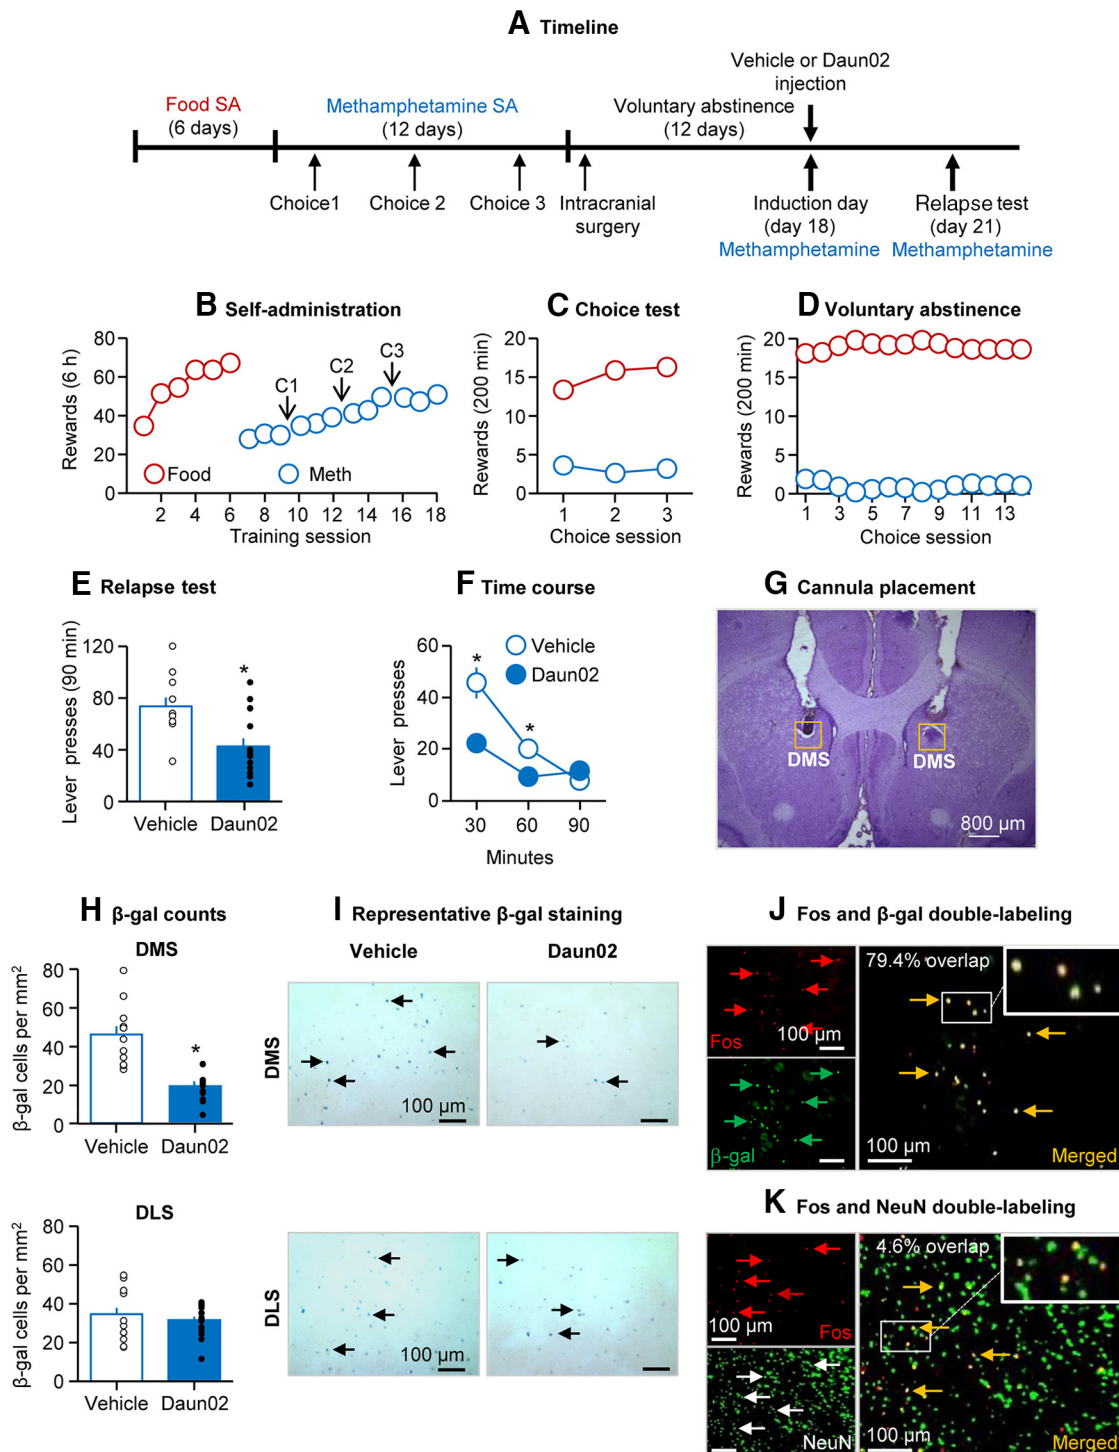 A Timeline
Vehicle or Daun02
injection
Food SA
(6 days)
Methamphetamine SA
(12 days)
Voluntary abstinence
(12 days)
Choice1
Choice 2
Choice 3
Intracranial
surgery
Induction day
(day 18)
Methamphetamine
Relapse test
(day 21)
Methamphetamine
B Self-administration
Rewards (6 h)
80
60
40
20
0
C1
C2
C3
Food
Meth
2 4 6 8 10 12 14 16 18
Training session
C Choice test
Rewards (200 min)
20
15
10
5
0
1 2 3
Choice session
D Voluntary abstinence
Rewards (200 min)
20
15
10
5
0
1 3 5 7 9 11 13
Choice session
E Relapse test
Lever presses (90 min)
120
80
40
0
*
Vehicle Daun02
F Time course
Lever presses
60
40
20
0
*
*
Vehicle
Daun02
30 60 90
Minutes
G Cannula placement
DMS
DMS
800 µm
H β-gal counts
DMS
β-gal cells per mm²
80
60
40
20
0
*
Vehicle Daun02
DLS
β-gal cells per mm²
80
60
40
20
0
Vehicle Daun02
I Representative β-gal staining
Vehicle
Daun02
DMS
100 µm
DLS
100 µm
J Fos and β-gal double-labeling
Fos
100 µm
β-gal
79.4% overlap
100 µm
Merged
K Fos and NeuN double-labeling
100 µm
Fos
NeuN
4.6% overlap
100 µm
Merged